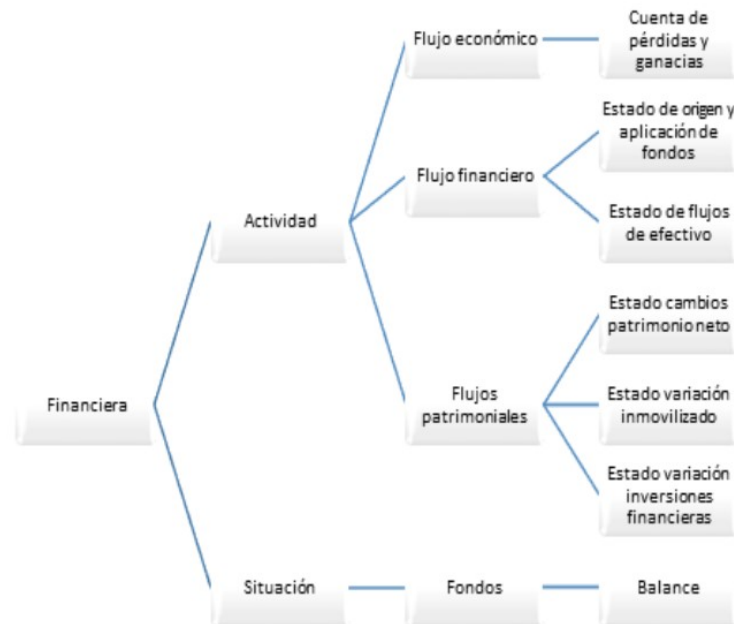 Flujo económico
Cuenta de
pérdidas y
ganacias
Estado de origen y
aplicación de
fondos
Flujo financiero
Estado de flujos
de efectivo
Actividad
Estado cambios
patrimonio neto
Financiera
Flujos
patrimoniales
Estado variación
inmovilizado
Estado variación
inversiones
financieras
Situación
Fondos
Balance